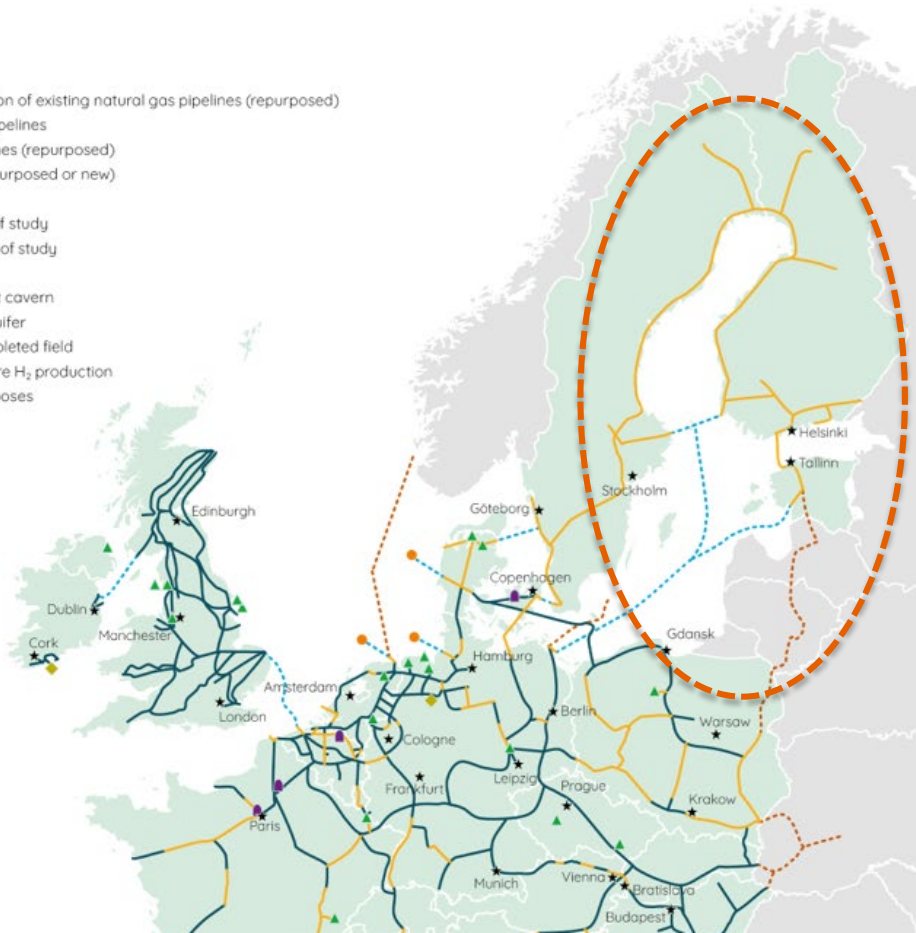 on of existing natural gas pipelines (repurposed)
pelines
es (repurposed)
urposed or new)
f study
of study
cavern
uifer
pleted field
re H₂ production
oses
Helsinki
Tallinn
Stockholm
Göteborg
Edinburgh
Copenhagen
Dublin
Manchester
Cork
Gdansk
Hamburg
Amsterdam
London
Berlin
Warsaw
Cologne
Leipzig
Frankfurt
Prague
Krakow
Paris
Munich
Vienna
Bratislava
Budapest